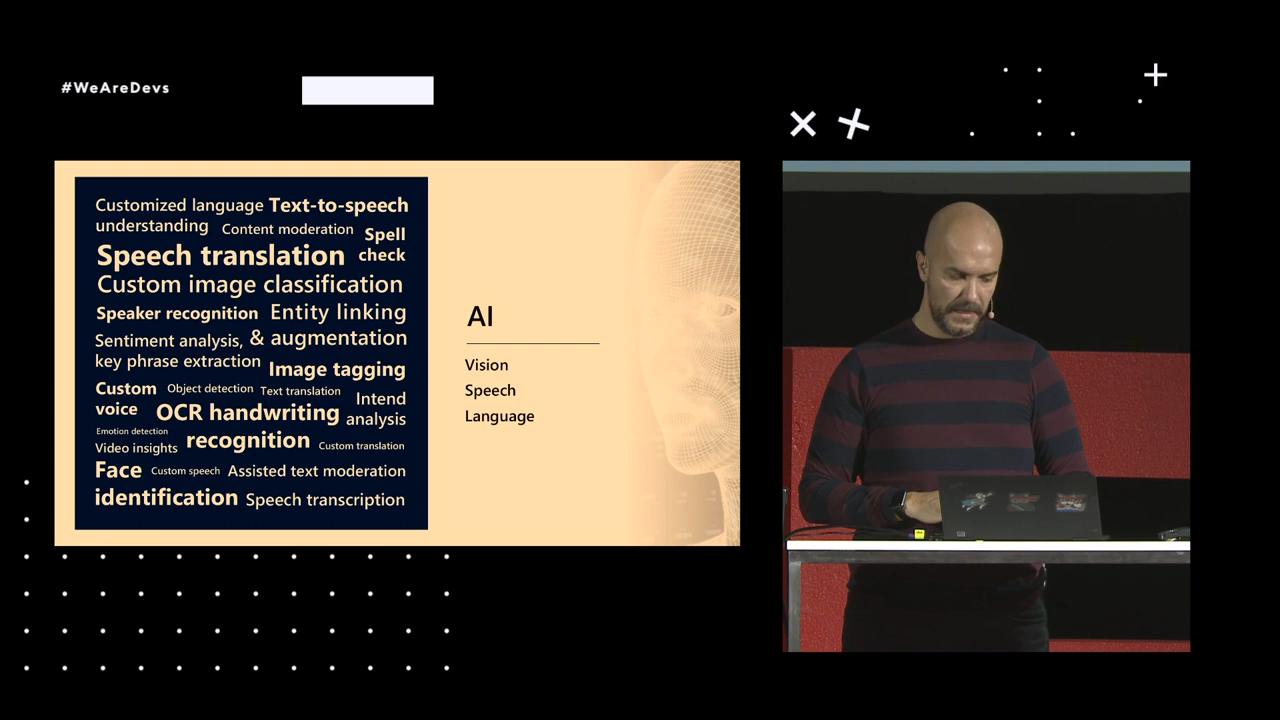 #WeAreDevs
Customized language Text-to-speech
understanding Content moderation Spell
Speech translation check
Custom image classification
Speaker recognition Entity linking
Sentiment analysis, & augmentation
key phrase extraction Image tagging
Custom Object detection Text translation Intend
voice OCR handwriting analysis
Emotion detection
Video insights recognition Custom translation
Face Custom speech Assisted text moderation
identification Speech transcription
AI
Vision
Speech
Language